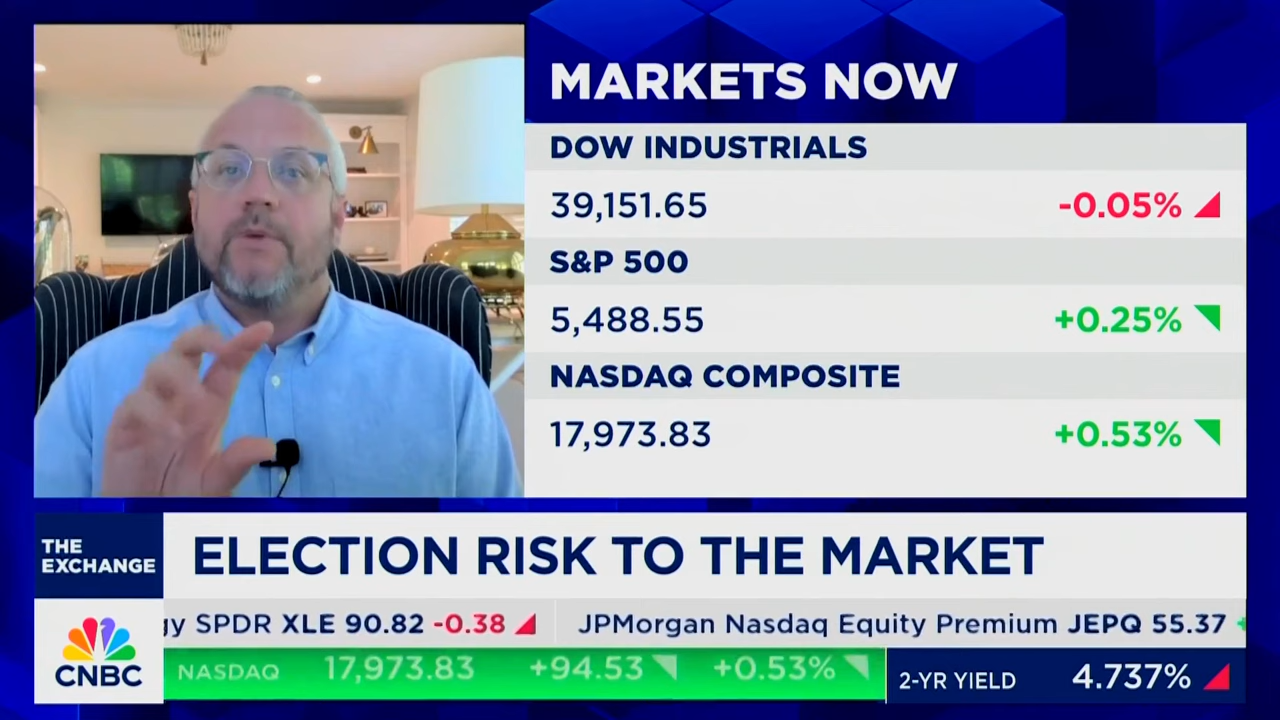 MARKETS NOW
DOW INDUSTRIALS
39,151.65 -0.05%
S&P 500
5,488.55 +0.25%
NASDAQ COMPOSITE
17,973.83 +0.53%
THE
EXCHANGE
ELECTION RISK TO THE MARKET
gy SPDR XLE 90.82 -0.38 JPMorgan Nasdaq Equity Premium JEPQ 55.37
CNBC
NASDAQ 17,973.83 +94.53 +0.53%
2-YR YIELD 4.737%